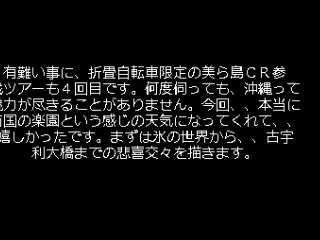 有難い事に、折畳自転車限定の美ら島ＣＲ参
ツアーも４回目です。何度伺っても、沖縄って
力が尽きることがありません。今回、、本当に
国の楽園という感じの天気になってくれて、、
嬉しかったです。まずは氷の世界から、、古宇
利大橋までの悲喜交々を描きます。